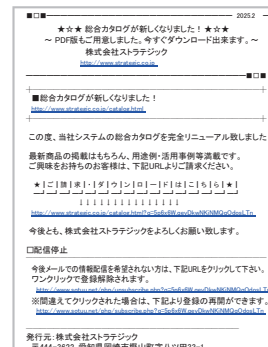 ■□■ 2025.2
★☆★ 総合カタログが新しくなりました！ ★☆★
～ PDF版もご用意しました。今すぐダウンロード出来ます。 ～
株式会社ストラテジック
http://www.strategic.co.jp
■□■
■総合カタログが新しくなりました！
http://www.strategic.co.jp/catalog.html
この度、当社システムの総合カタログを完全リニューアル致しました
最新商品の掲載はもちろん、用途例・活用事例等満載です。
ご興味をお持ちのお客様は、下記URLよりご請求ください。
★|ご|請|求|・|ダ|ウ|ン|ロ|ー|ド|は|こ|ち|ら|★|
↓↓↓↓↓↓↓↓↓↓↓↓↓
今後とも、株式会社ストラテジックをよろしくお願い致します。
□配信停止
今後メールでの情報配信を希望されない方は、下記URLをクリックして下さい。
ワンクリックで登録解除されます。
※間違えてクリックされた場合は、下記より登録の再開ができます。
発行元：株式会社ストラテジック